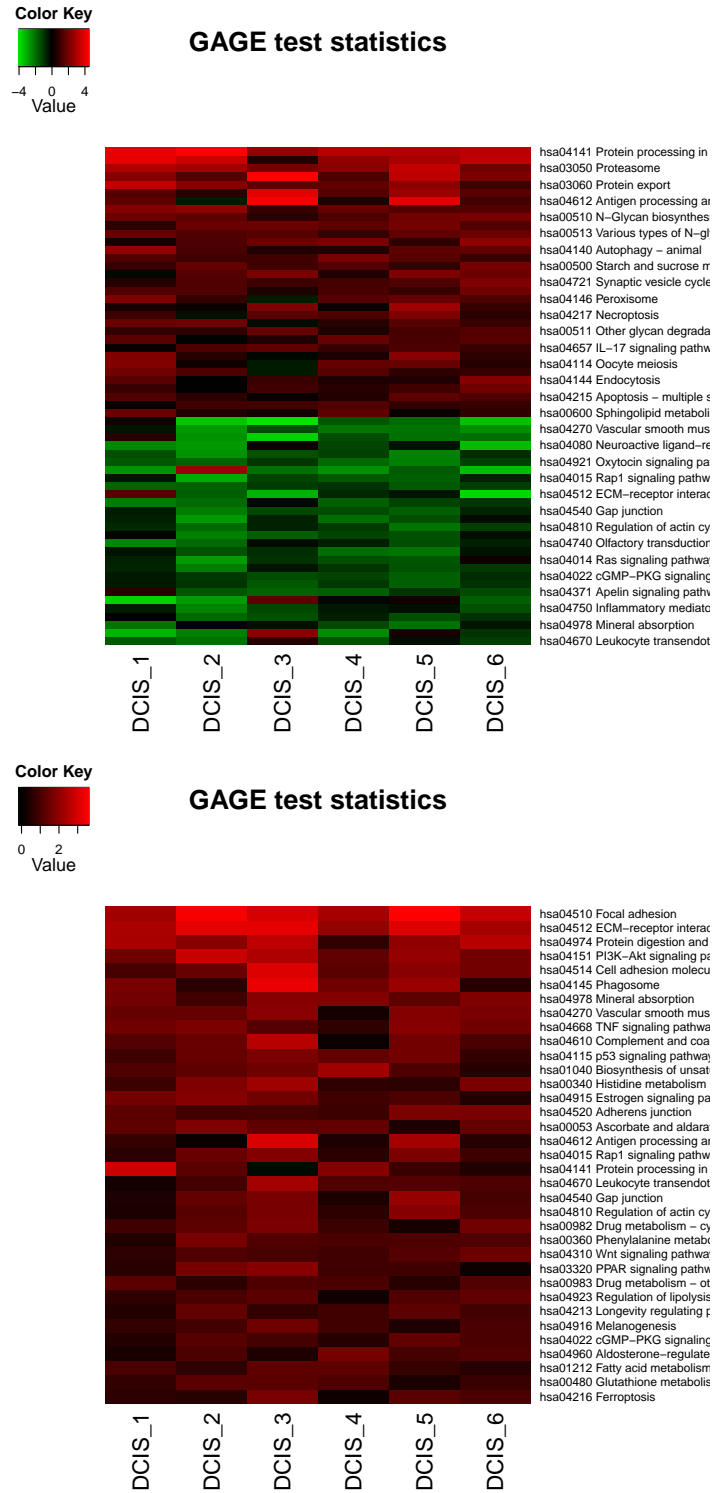 Color Key
GAGE test statistics
−4 0 4
Value
hsa04141 Protein processing in
hsa03050 Proteasome
hsa03060 Protein export
hsa04612 Antigen processing an
hsa00510 N−Glycan biosynthes
hsa00513 Various types of N−gl
hsa04140 Autophagy − animal
hsa00500 Starch and sucrose m
hsa04721 Synaptic vesicle cycle
hsa04146 Peroxisome
hsa04217 Necroptosis
hsa00511 Other glycan degrada
hsa04657 IL−17 signaling pathw
hsa04114 Oocyte meiosis
hsa04144 Endocytosis
hsa04215 Apoptosis − multiple s
hsa00600 Sphingolipid metaboli
hsa04270 Vascular smooth mus
hsa04080 Neuroactive ligand−re
hsa04921 Oxytocin signaling pa
hsa04015 Rap1 signaling pathw
hsa04512 ECM−receptor interac
hsa04540 Gap junction
hsa04810 Regulation of actin cy
hsa04740 Olfactory transduction
hsa04014 Ras signaling pathway
hsa04022 cGMP−PKG signaling
hsa04371 Apelin signaling pathw
hsa04750 Inflammatory mediato
hsa04978 Mineral absorption
hsa04670 Leukocyte transendot
DCIS_1 DCIS_2 DCIS_3 DCIS_4 DCIS_5 DCIS_6
Color Key
GAGE test statistics
0 2
Value
hsa04510 Focal adhesion
hsa04512 ECM−receptor interac
hsa04974 Protein digestion and
hsa04151 PI3K−Akt signaling pa
hsa04514 Cell adhesion molecu
hsa04145 Phagosome
hsa04978 Mineral absorption
hsa04270 Vascular smooth mus
hsa04668 TNF signaling pathwa
hsa04610 Complement and coa
hsa04115 p53 signaling pathway
hsa01040 Biosynthesis of unsat
hsa00340 Histidine metabolism
hsa04915 Estrogen signaling pa
hsa04520 Adherens junction
hsa00053 Ascorbate and aldarat
hsa04612 Antigen processing an
hsa04015 Rap1 signaling pathw
hsa04141 Protein processing in
hsa04670 Leukocyte transendot
hsa04540 Gap junction
hsa04810 Regulation of actin cy
hsa00982 Drug metabolism − cy
hsa00360 Phenylalanine metabo
hsa04310 Wnt signaling pathway
hsa03320 PPAR signaling pathw
hsa00983 Drug metabolism − ot
hsa04923 Regulation of lipolysis
hsa04213 Longevity regulating p
hsa04916 Melanogenesis
hsa04022 cGMP−PKG signaling
hsa04960 Aldosterone−regulate
hsa01212 Fatty acid metabolism
hsa00480 Glutathione metabolis
hsa04216 Ferroptosis
DCIS_1 DCIS_2 DCIS_3 DCIS_4 DCIS_5 DCIS_6